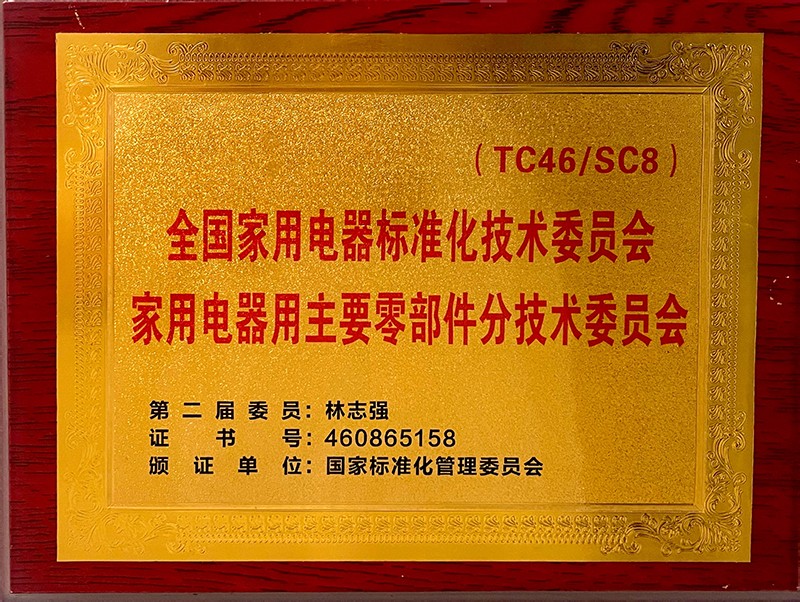 （TC46/SC8）
全国家用电器标准化技术委员会
家用电器用主要零部件分技术委员会
第二届委员：林志强
证书号：460865158
颁证单位：国家标准化管理委员会